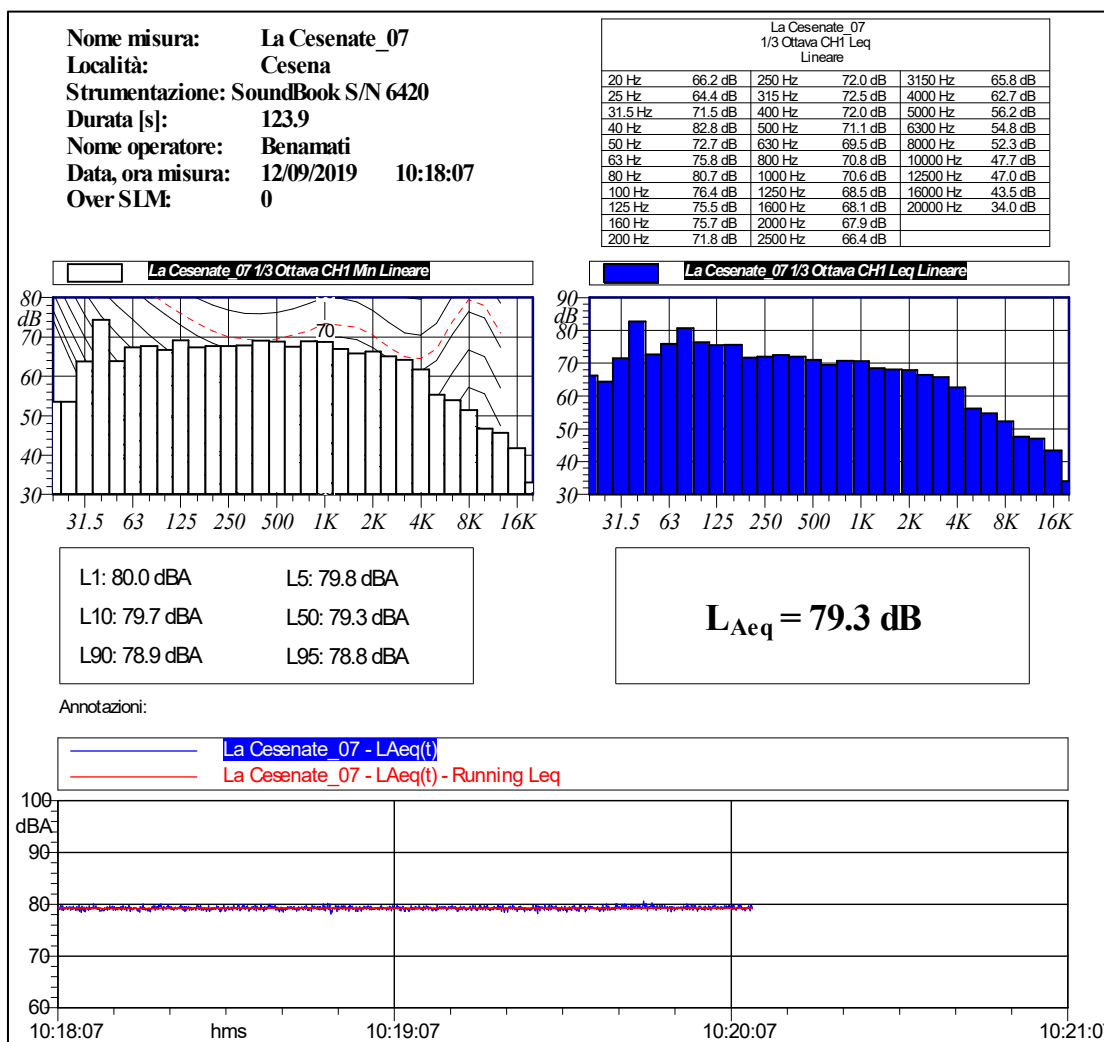 Nome misura: La Cesenate_07
Località: Cesena
Strumentazione: SoundBook S/N 6420
Durata [s]: 123.9
Nome operatore: Benamati
Data, ora misura: 12/09/2019 10:18:07
Over SLM: 0
La Cesenate_07
1/3 Ottava CH1 Leq
Lineare
20 Hz 66.2 dB 250 Hz 72.0 dB 3150 Hz 65.8 dB
25 Hz 64.4 dB 315 Hz 72.5 dB 4000 Hz 62.7 dB
31.5 Hz 71.5 dB 400 Hz 72.0 dB 5000 Hz 56.2 dB
40 Hz 82.8 dB 500 Hz 71.1 dB 6300 Hz 54.8 dB
50 Hz 72.7 dB 630 Hz 69.5 dB 8000 Hz 52.3 dB
63 Hz 75.8 dB 800 Hz 70.8 dB 10000 Hz 47.7 dB
80 Hz 80.7 dB 1000 Hz 70.6 dB 12500 Hz 47.0 dB
100 Hz 76.4 dB 1250 Hz 68.5 dB 16000 Hz 43.5 dB
125 Hz 75.5 dB 1600 Hz 68.1 dB 20000 Hz 34.0 dB
160 Hz 75.7 dB 2000 Hz 67.9 dB
200 Hz 71.8 dB 2500 Hz 66.4 dB
La Cesenate_07 1/3 Ottava CH1 Min Lineare
80
dB
70
60
50
40
30
70
31.5 63 125 250 500 1K 2K 4K 8K 16K
La Cesenate_07 1/3 Ottava CH1 Leq Lineare
90
dB
80
70
60
50
40
30
31.5 63 125 250 500 1K 2K 4K 8K 16K
L1: 80.0 dBA L5: 79.8 dBA
L10: 79.7 dBA L50: 79.3 dBA
L90: 78.9 dBA L95: 78.8 dBA
LAeq = 79.3 dB
Annotazioni:
La Cesenate_07 - LAeq(t)
La Cesenate_07 - LAeq(t) - Running Leq
100
dBA
90
80
70
60
10:18:07 hms 10:19:07 10:20:07 10:21:07